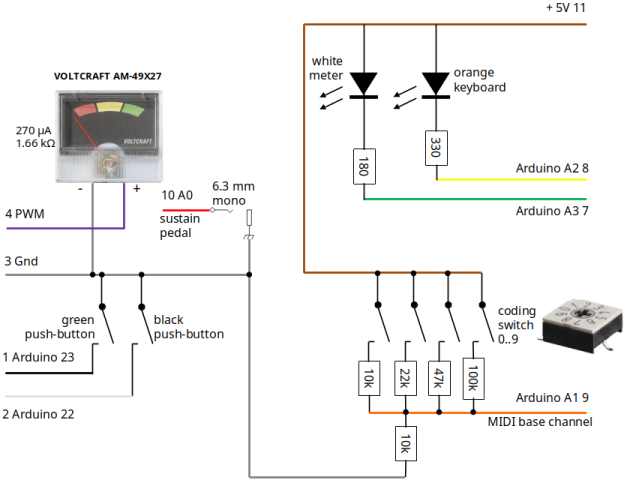 + 5V 11
white
meter
orange
keyboard
VOLTCRAFT AM-49X27
270 µA
1.66 kΩ
VOLTCRAFT
- +
330
180
10 A0
6.3 mm
mono
sustain
pedal
Arduino A2 8
Arduino A3 7
4 PWM
3 Gnd
green
push-button
black
push-button
coding
switch
0..9
1 Arduino 23
2 Arduino 22
10k
22k
47k
100k
Arduino A1 9
MIDI base channel
10k